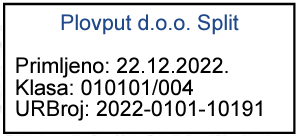 Plovput d.o.o. Split
Primljeno: 22.12.2022.
Klasa: 010101/004
URBroj: 2022-0101-10191